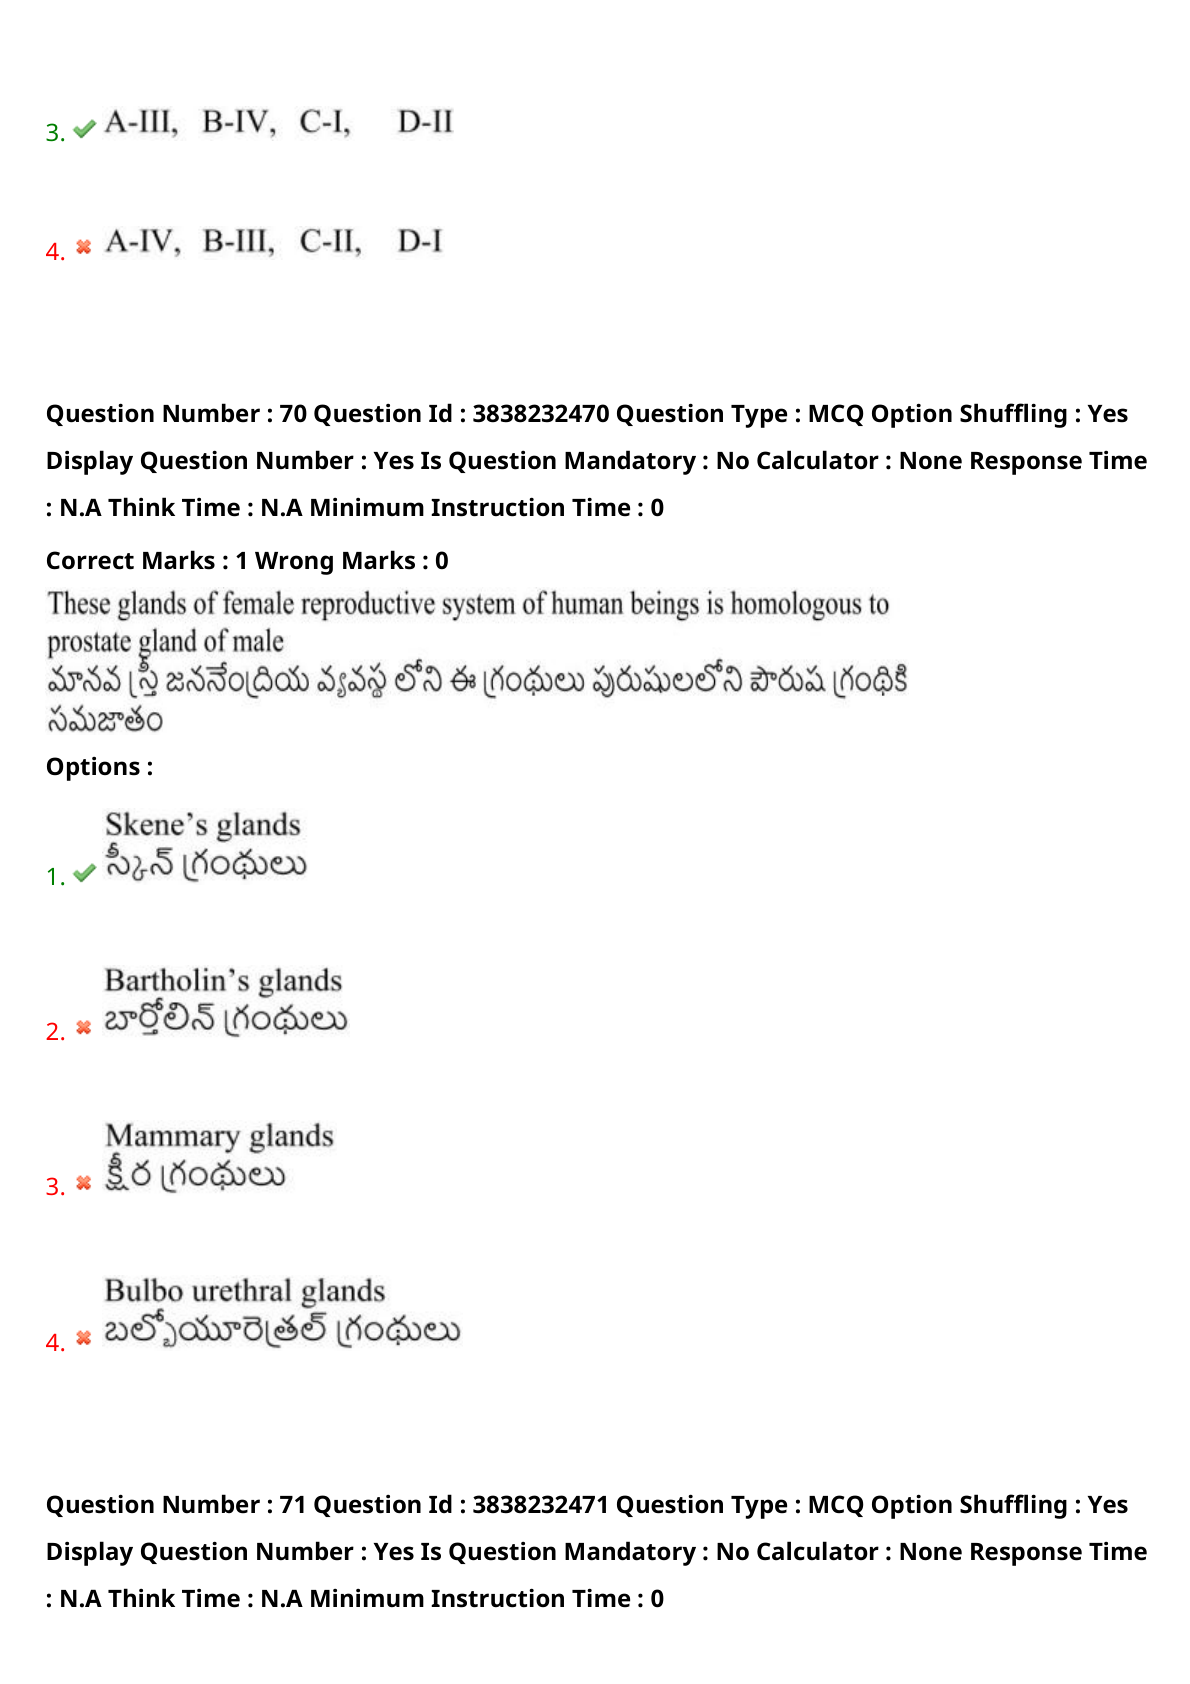 3. A-III, B-IV, C-I, D-II
4. A-IV, B-III, C-II, D-I
Question Number : 70 Question Id : 3838232470 Question Type : MCQ Option Shuffling : Yes
Display Question Number : Yes Is Question Mandatory : No Calculator : None Response Time
: N.A Think Time : N.A Minimum Instruction Time : 0
Correct Marks : 1 Wrong Marks : 0
These glands of female reproductive system of human beings is homologous to
prostate gland of male
మానవ స్త్రీ జననేంద్రియ వ్యవస్థ లోని ఈ గ్రంథులు పురుషులలోని పౌరుష గ్రంథికి
సమజాతం
Options :
Skene’s glands
1. స్కీన్ గ్రంథులు
Bartholin’s glands
2. బార్తోలిన్ గ్రంథులు
Mammary glands
3. క్షీర గ్రంథులు
Bulbo urethral glands
4. బల్బోయూరెత్రల్ గ్రంథులు
Question Number : 71 Question Id : 3838232471 Question Type : MCQ Option Shuffling : Yes
Display Question Number : Yes Is Question Mandatory : No Calculator : None Response Time
: N.A Think Time : N.A Minimum Instruction Time : 0